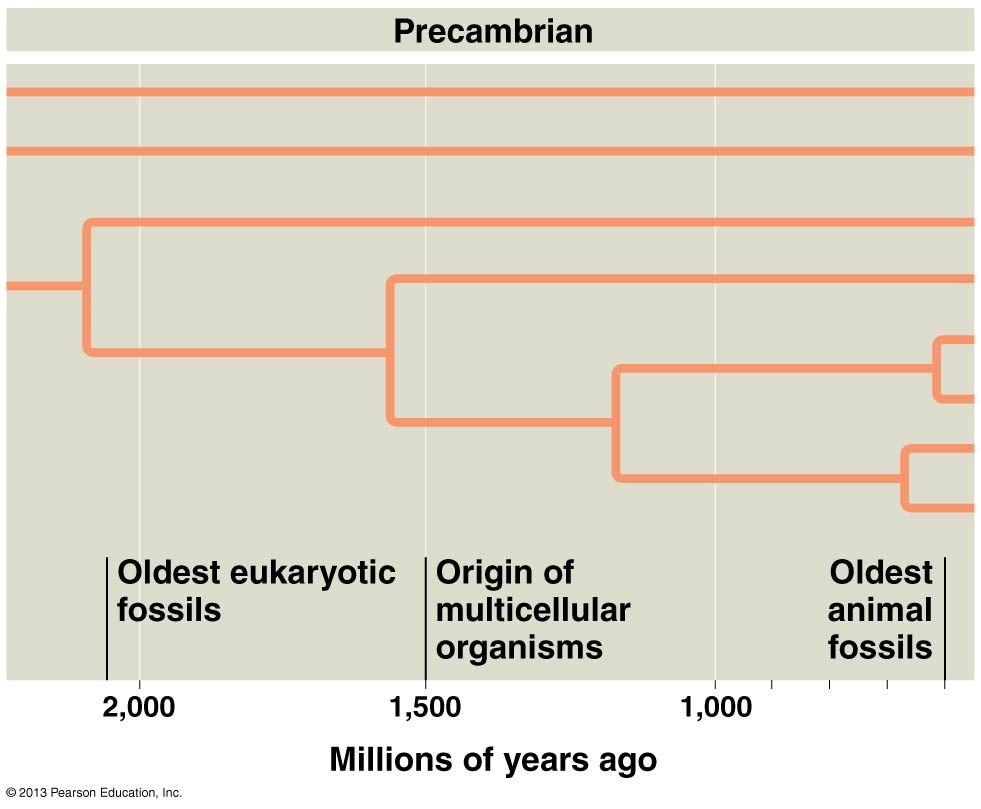 Precambrian
Oldest eukaryotic
fossils
Origin of
multicellular
organisms
Oldest
animal
fossils
2,000
1,500
1,000
Millions of years ago
© 2013 Pearson Education, Inc.